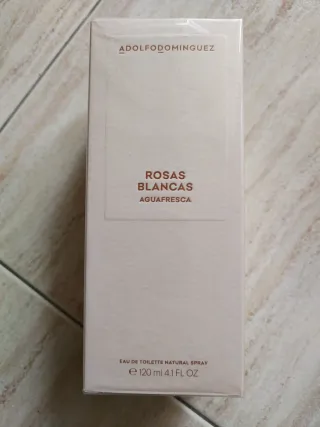 ADOLFODOMINGUEZ
ROSAS
BLANCAS
AGUAFRESCA
EAU DE TOILETTE NATURAL SPRAY
℮ 120 ml 4.1 FL OZ